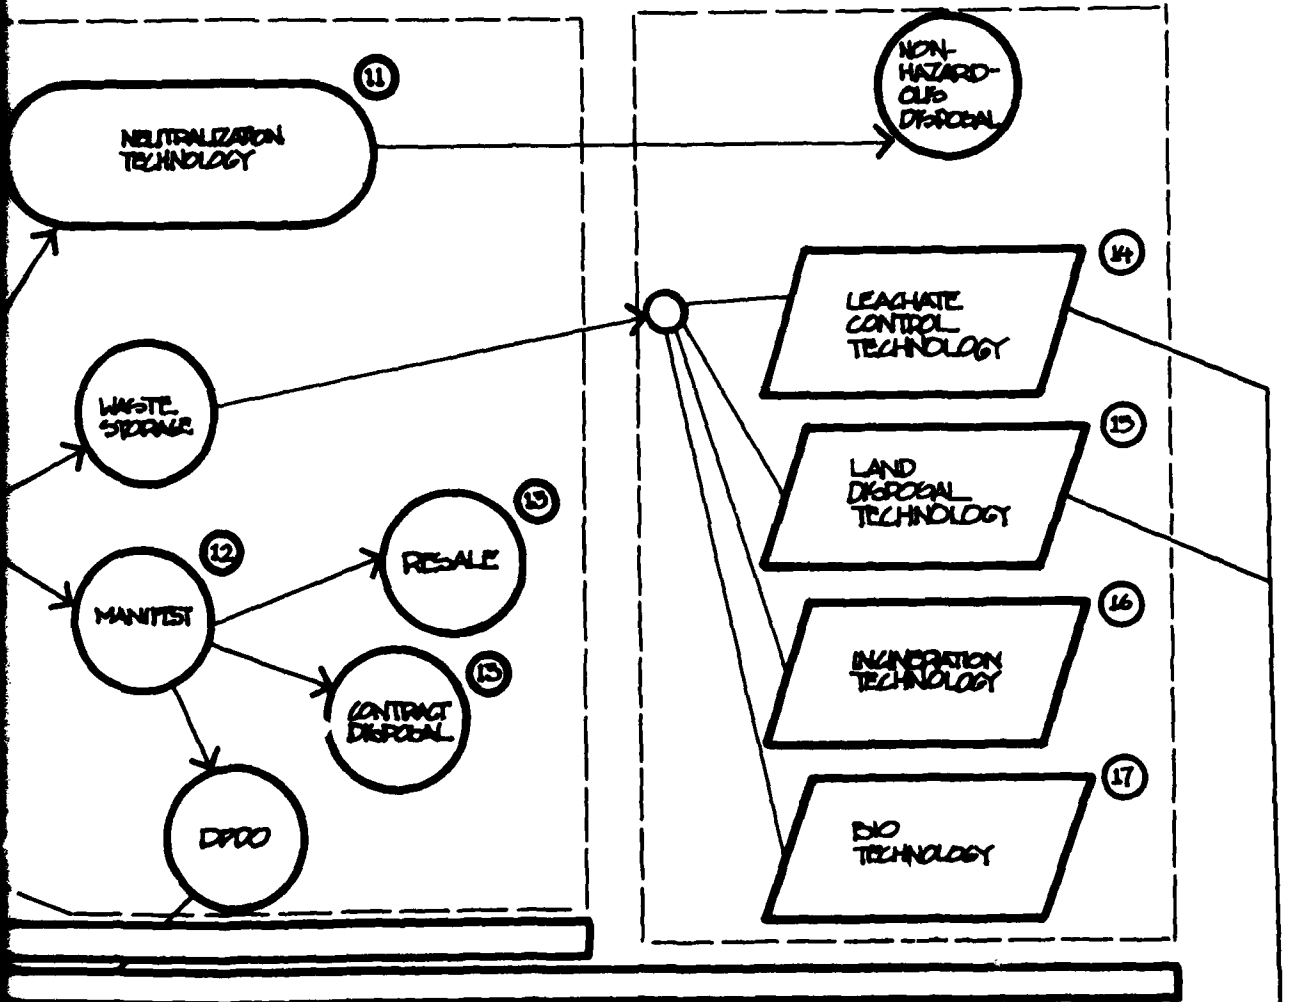 11
NEUTRALIZATION
TECHNOLOGY
NON-
HAZARD-
OUS
DISPOSAL
14
LEACHATE
CONTROL
TECHNOLOGY
WASTE
STORAGE
15
LAND
DISPOSAL
TECHNOLOGY
13
RESALE
12
MANIFEST
13
CONTRACT
DISPOSAL
16
INCINERATION
TECHNOLOGY
17
BIO
TECHNOLOGY
DPDO